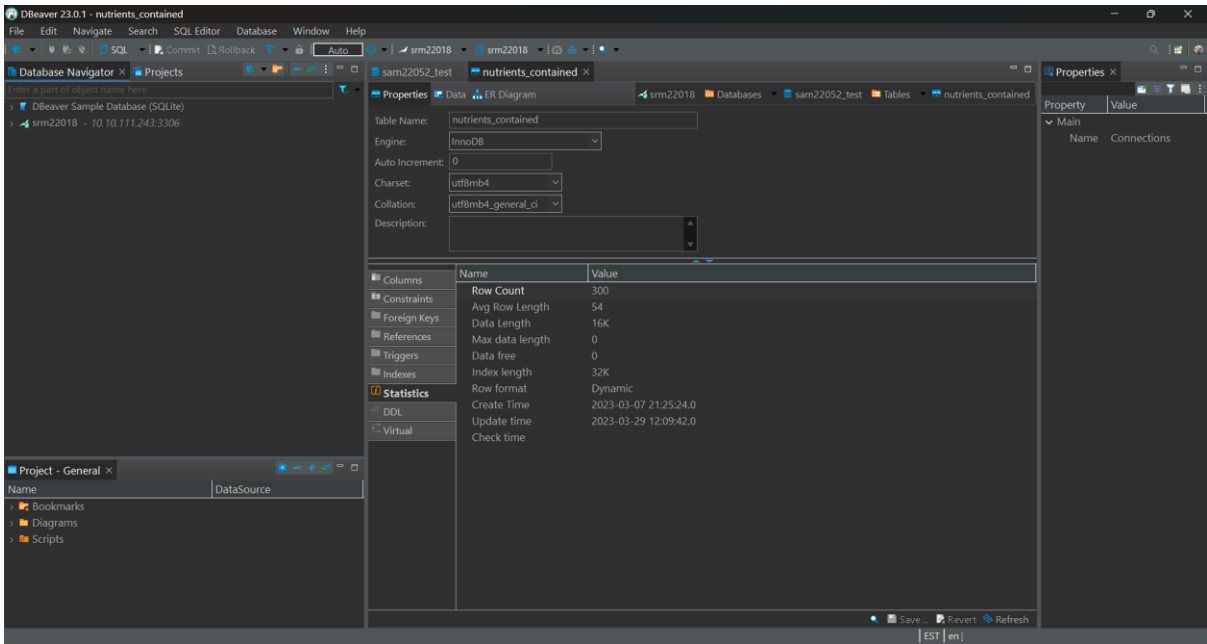 DBeaver 23.0.1 - nutrients_contained
File Edit Navigate Search SQL Editor Database Window Help
SQL Commit Rollback Auto srm22018 srm22018
Database Navigator Projects
Enter a part of object name here
DBeaver Sample Database (SQLite)
srm22018 - 10.10.111.243:3306
Project - General
Name DataSource
Bookmarks
Diagrams
Scripts
sam22052_test nutrients_contained
Properties Data ER Diagram srm22018 Databases sam22052_test Tables nutrients_contained
Table Name: nutrients_contained
Engine: InnoDB
Auto Increment: 0
Charset: utf8mb4
Collation: utf8mb4_general_ci
Description:
Columns
Constraints
Foreign Keys
References
Triggers
Indexes
Statistics
DDL
Virtual
Name Value
Row Count 300
Avg Row Length 54
Data Length 16K
Max data length 0
Data free 0
Index length 32K
Row format Dynamic
Create Time 2023-03-07 21:25:24.0
Update time 2023-03-29 12:09:42.0
Check time
Save ... Revert Refresh
Properties
Property Value
Main
Name Connections
EST en